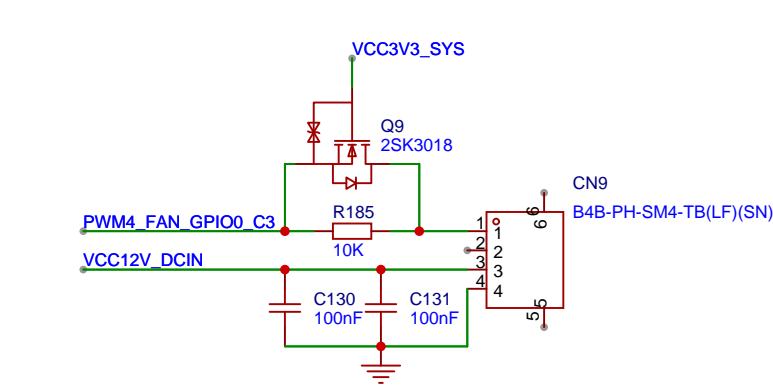 VCC3V3_SYS
Q9
2SK3018
CN9
B4B-PH-SM4-TB(LF)(SN)
6
6
PWM4_FAN_GPIO0_C3
R185
10K
1
1
2
2
VCC12V_DCIN
3
3
4
4
C130
100nF
C131
100nF
5
5